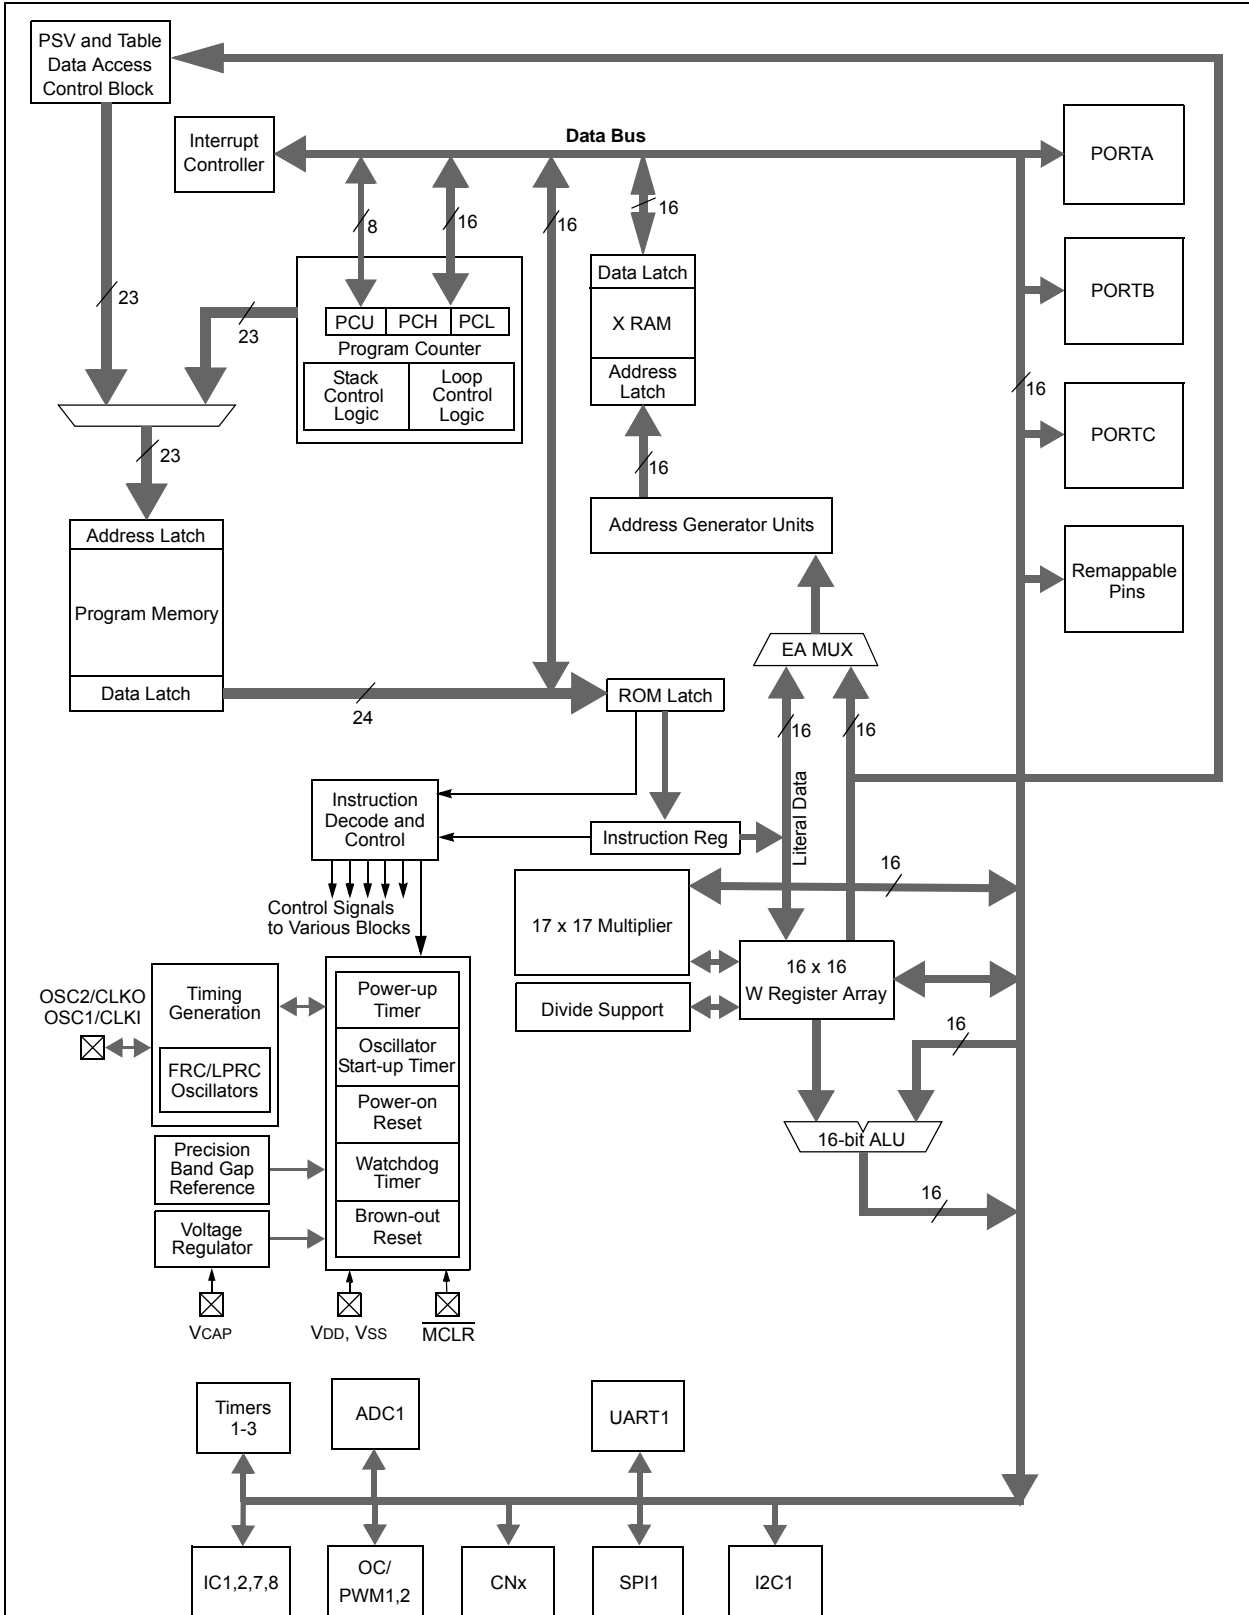 PSV and Table
Data Access
Control Block
Interrupt
Controller
Data Bus
PORTA
8
16
16
16
Data Latch
X RAM
Address
Latch
PORTB
23
23
PCU
PCH
PCL
Program Counter
Stack
Control
Logic
Loop
Control
Logic
16
PORTC
23
16
Address Latch
Program Memory
Data Latch
Address Generator Units
Remappable
Pins
EA MUX
24
ROM Latch
16
16
Literal Data
Instruction
Decode and
Control
Instruction Reg
16
Control Signals
to Various Blocks
17 x 17 Multiplier
16 x 16
W Register Array
Divide Support
OSC2/CLKO
OSC1/CLKI
Timing
Generation
FRC/LPRC
Oscillators
Power-up
Timer
Oscillator
Start-up Timer
Power-on
Reset
Watchdog
Timer
Brown-out
Reset
16
16-bit ALU
16
Precision
Band Gap
Reference
Voltage
Regulator
VCAP
VDD, VSS
MCLR
Timers
1-3
ADC1
UART1
IC1,2,7,8
OC/
PWM1,2
CNx
SPI1
I2C1